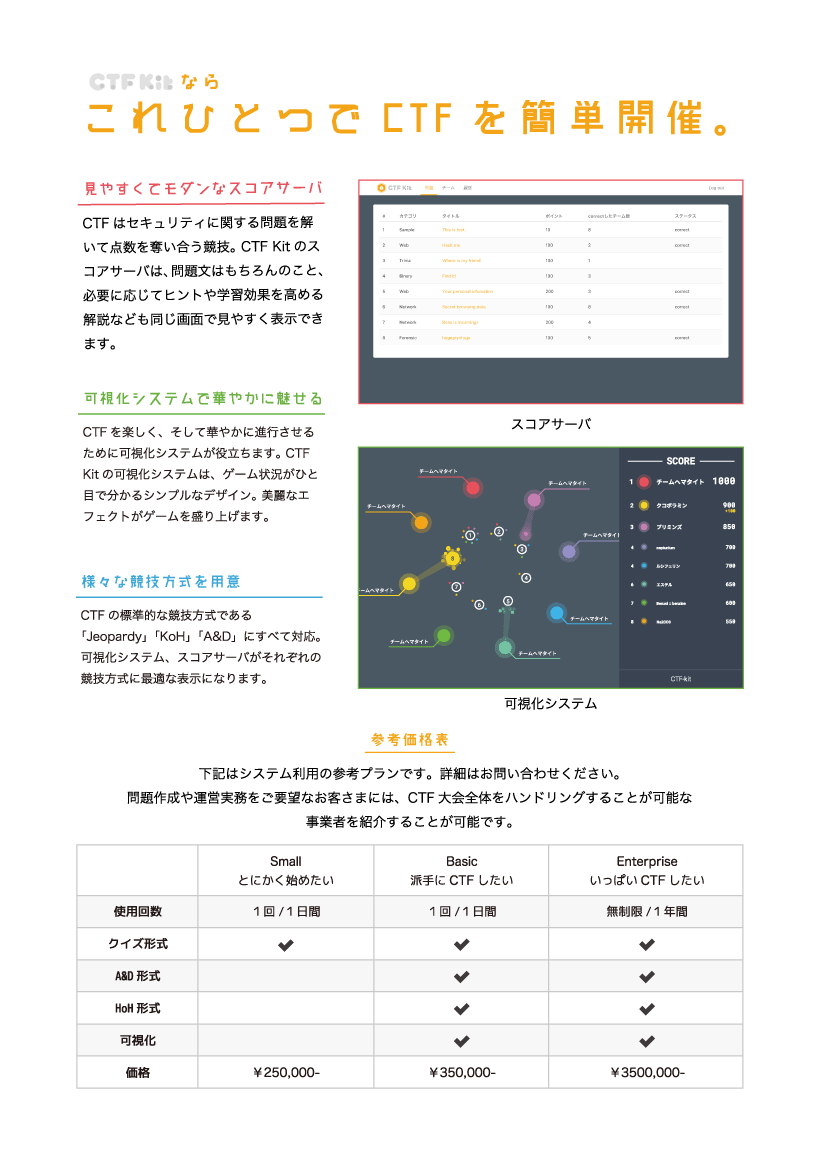 CTF Kit なら
これひとつで CTF を簡単開催。
見やすくてモダンなスコアサーバ
CTF はセキュリティに関する問題を解
いて点数を奪い合う競技。CTF Kit のス
コアサーバは、問題文はもちろんのこと、
必要に応じてヒントや学習効果を高める
解説なども同じ画面で見やすく表示でき
ます。
CTF Kit 問題 チーム 履歴 Log out
# カテゴリ タイトル ポイント correctしたチーム数 ステータス
1 Sample This is test 10 8 correct
2 Web Hack me 100 2 correct
3 Trivia Where is my friend 100 1
4 Binary 100 3
5 Web Your personal information 200 3 correct
6 Network 100 8 correct
7 Network 200 4
8 Forensic 100 5 correct
スコアサーバ
可視化システムで華やかに魅せる
CTF を楽しく、そして華やかに進行させる
ために可視化システムが役立ちます。CTF
Kit の可視化システムは、ゲーム状況がひと
目で分かるシンプルなデザイン。美麗なエ
フェクトがゲームを盛り上げます。
チームヘマタイト
チームヘマタイト
チームヘマタイト
チームヘマタイト
チームヘマタイト
チームヘマタイト
チームヘマタイト
チームヘマタイト
1
2
3
4
5
6
7
8
SCORE
1 チームヘマタイト 1000
2 クコボラミン 900
+100
3 プリミンズ 850
4 700
4 ルシフェリン 700
6 エステル 650
7 600
8 550
CTF-kit
可視化システム
様々な競技方式を用意
CTF の標準的な競技方式である
「Jeopardy」「KoH」「A&D」にすべて対応。
可視化システム、スコアサーバがそれぞれの
競技方式に最適な表示になります。
参考価格表
下記はシステム利用の参考プランです。詳細はお問い合わせください。
問題作成や運営実務をご要望なお客さまには、CTF 大会全体をハンドリングすることが可能な
事業者を紹介することが可能です。
Small Basic Enterprise
とにかく始めたい 派手に CTF したい いっぱい CTF したい
使用回数 1回 / 1日間 1回 / 1日間 無制限 / 1年間
クイズ形式 ✔ ✔ ✔
A&D 形式 ✔ ✔
HoH 形式 ✔ ✔
可視化 ✔ ✔
価格 ￥250,000- ￥350,000- ￥3500,000-